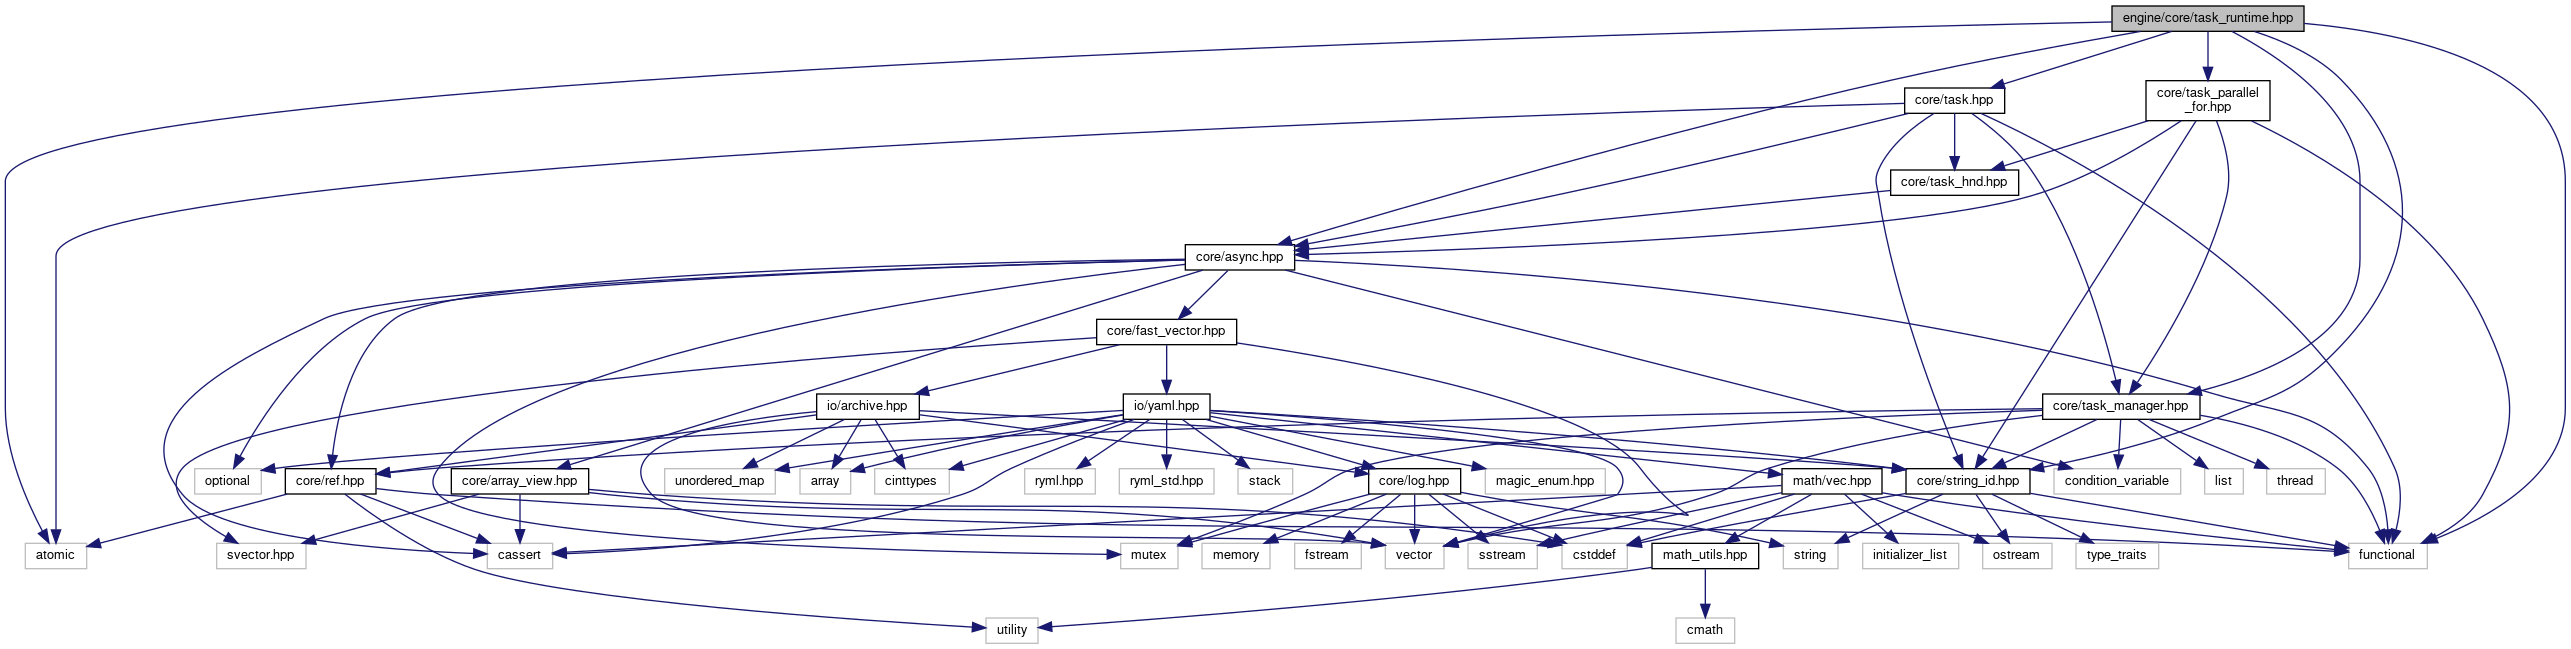 engine/core/task_runtime.hpp
core/task.hpp
core/task_parallel
_for.hpp
core/task_hnd.hpp
core/async.hpp
core/fast_vector.hpp
io/archive.hpp
io/yaml.hpp
core/task_manager.hpp
optional
core/ref.hpp
core/array_view.hpp
unordered_map
array
cinttypes
ryml.hpp
ryml_std.hpp
stack
core/log.hpp
magic_enum.hpp
math/vec.hpp
core/string_id.hpp
condition_variable
list
thread
atomic
svector.hpp
cassert
mutex
memory
fstream
vector
sstream
cstddef
math_utils.hpp
string
initializer_list
ostream
type_traits
functional
utility
cmath